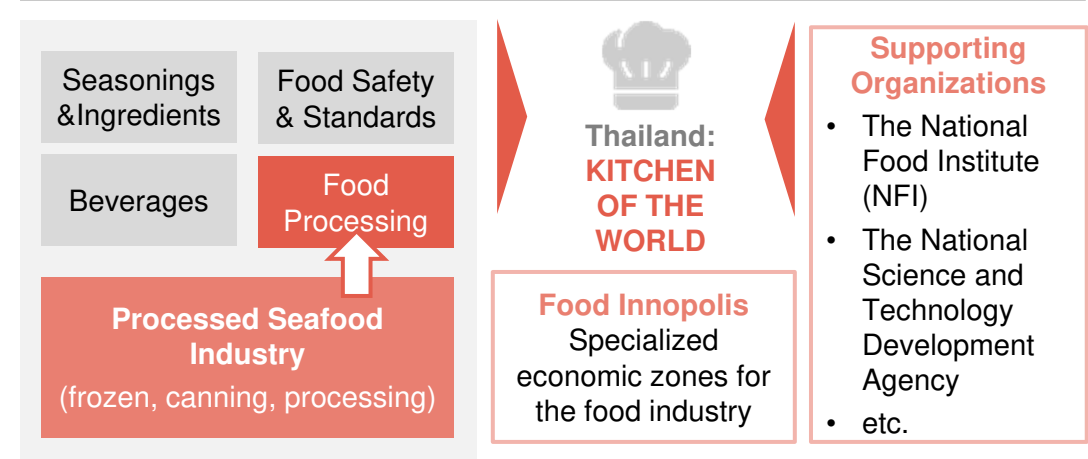 Seasonings
&Ingredients
Food Safety
& Standards
Beverages
Food
Processing
Processed Seafood
Industry
(frozen, canning, processing)
Thailand:
KITCHEN
OF THE
WORLD
Food Innopolis
Specialized
economic zones for
the food industry
Supporting
Organizations
• The National
Food Institute
(NFI)
• The National
Science and
Technology
Development
Agency
• etc.